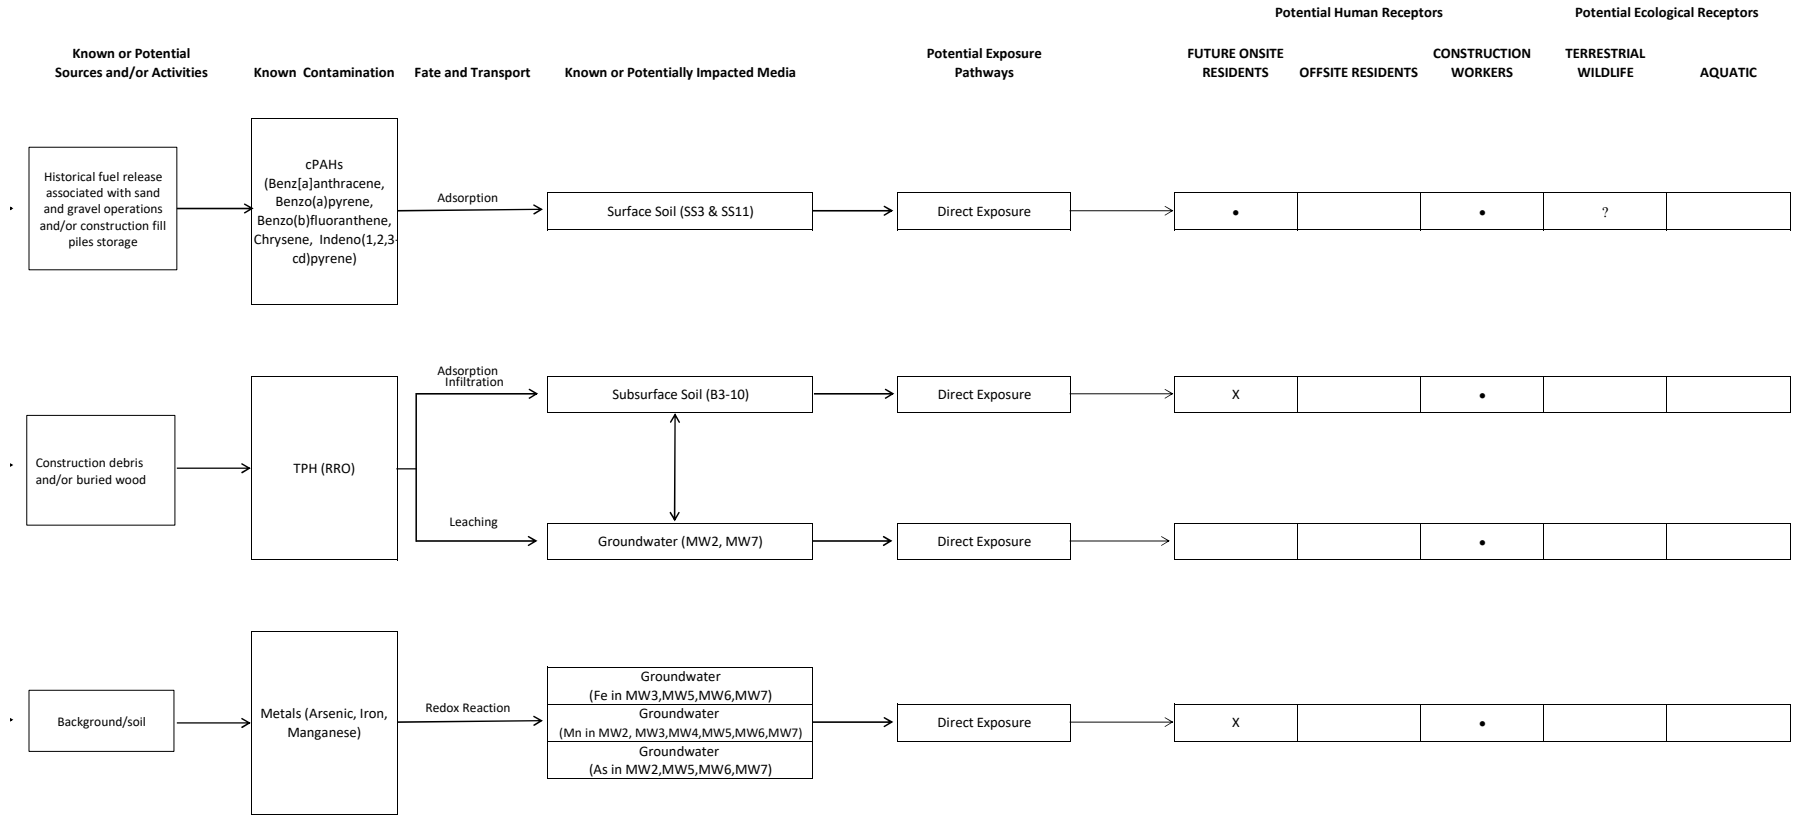 Potential Human Receptors
Potential Ecological Receptors
Known or Potential
Sources and/or Activities
Known Contamination
Fate and Transport
Known or Potentially Impacted Media
Potential Exposure
Pathways
FUTURE ONSITE
RESIDENTS
OFFSITE RESIDENTS
CONSTRUCTION
WORKERS
TERRESTRIAL
WILDLIFE
AQUATIC
Historical fuel release
associated with sand
and gravel operations
and/or construction fill
piles storage
cPAHs
(Benz[a]anthracene,
Benzo(a)pyrene,
Benzo(b)fluoranthene,
Chrysene, Indeno(1,2,3-
cd)pyrene)
Adsorption
Surface Soil (SS3 & SS11)
Direct Exposure
•
•
?
Construction debris
and/or buried wood
TPH (RRO)
Adsorption
Infiltration
Subsurface Soil (B3-10)
Direct Exposure
X
•
Leaching
Groundwater (MW2, MW7)
Direct Exposure
•
Background/soil
Metals (Arsenic, Iron,
Manganese)
Redox Reaction
Groundwater
(Fe in MW3,MW5,MW6,MW7)
Groundwater
(Mn in MW2, MW3,MW4,MW5,MW6,MW7)
Groundwater
(As in MW2,MW5,MW6,MW7)
Direct Exposure
X
•